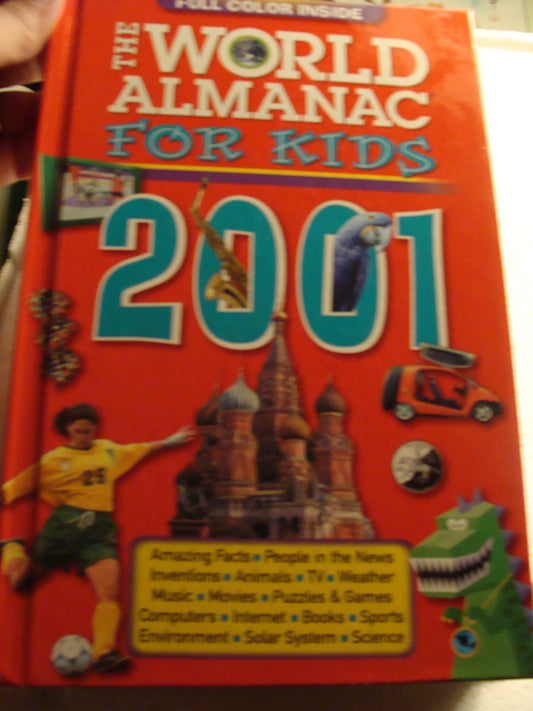 FULL COLOR INSIDE
THE WORLD
ALMANAC
FOR KIDS
2001
25
Amazing Facts • People in the News
Inventions • Animals • TV • Weather
Music • Movies • Puzzles & Games
Computers • Internet • Books • Sports
Environment • Solar System • Science